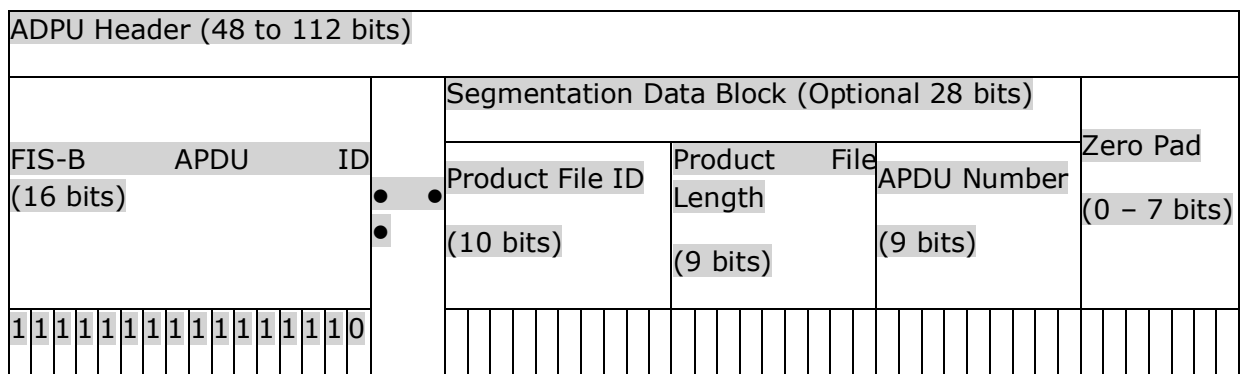 ADPU Header (48 to 112 bits)
Segmentation Data Block (Optional 28 bits)
FIS-B APDU ID
(16 bits)
● ●
●
Product File ID
(10 bits)
Product File
Length
(9 bits)
APDU Number
(9 bits)
Zero Pad
(0 – 7 bits)
1 1 1 1 1 1 1 1 1 1 1 1 1 1 1 0